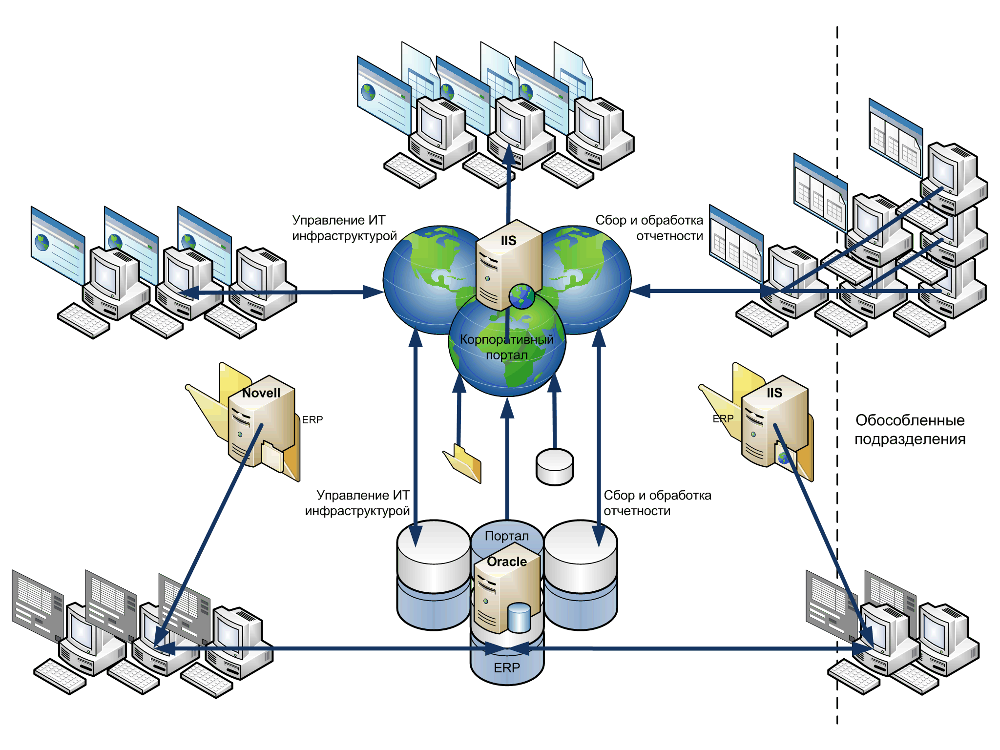 Управление ИТ
инфраструктурой
IIS
Сбор и обработка
отчетности
Корпоративный
портал
Novell
ERP
IIS
ERP
Обособленные
подразделения
Управление ИТ
инфраструктурой
Сбор и обработка
отчетности
Портал
Oracle
ERP